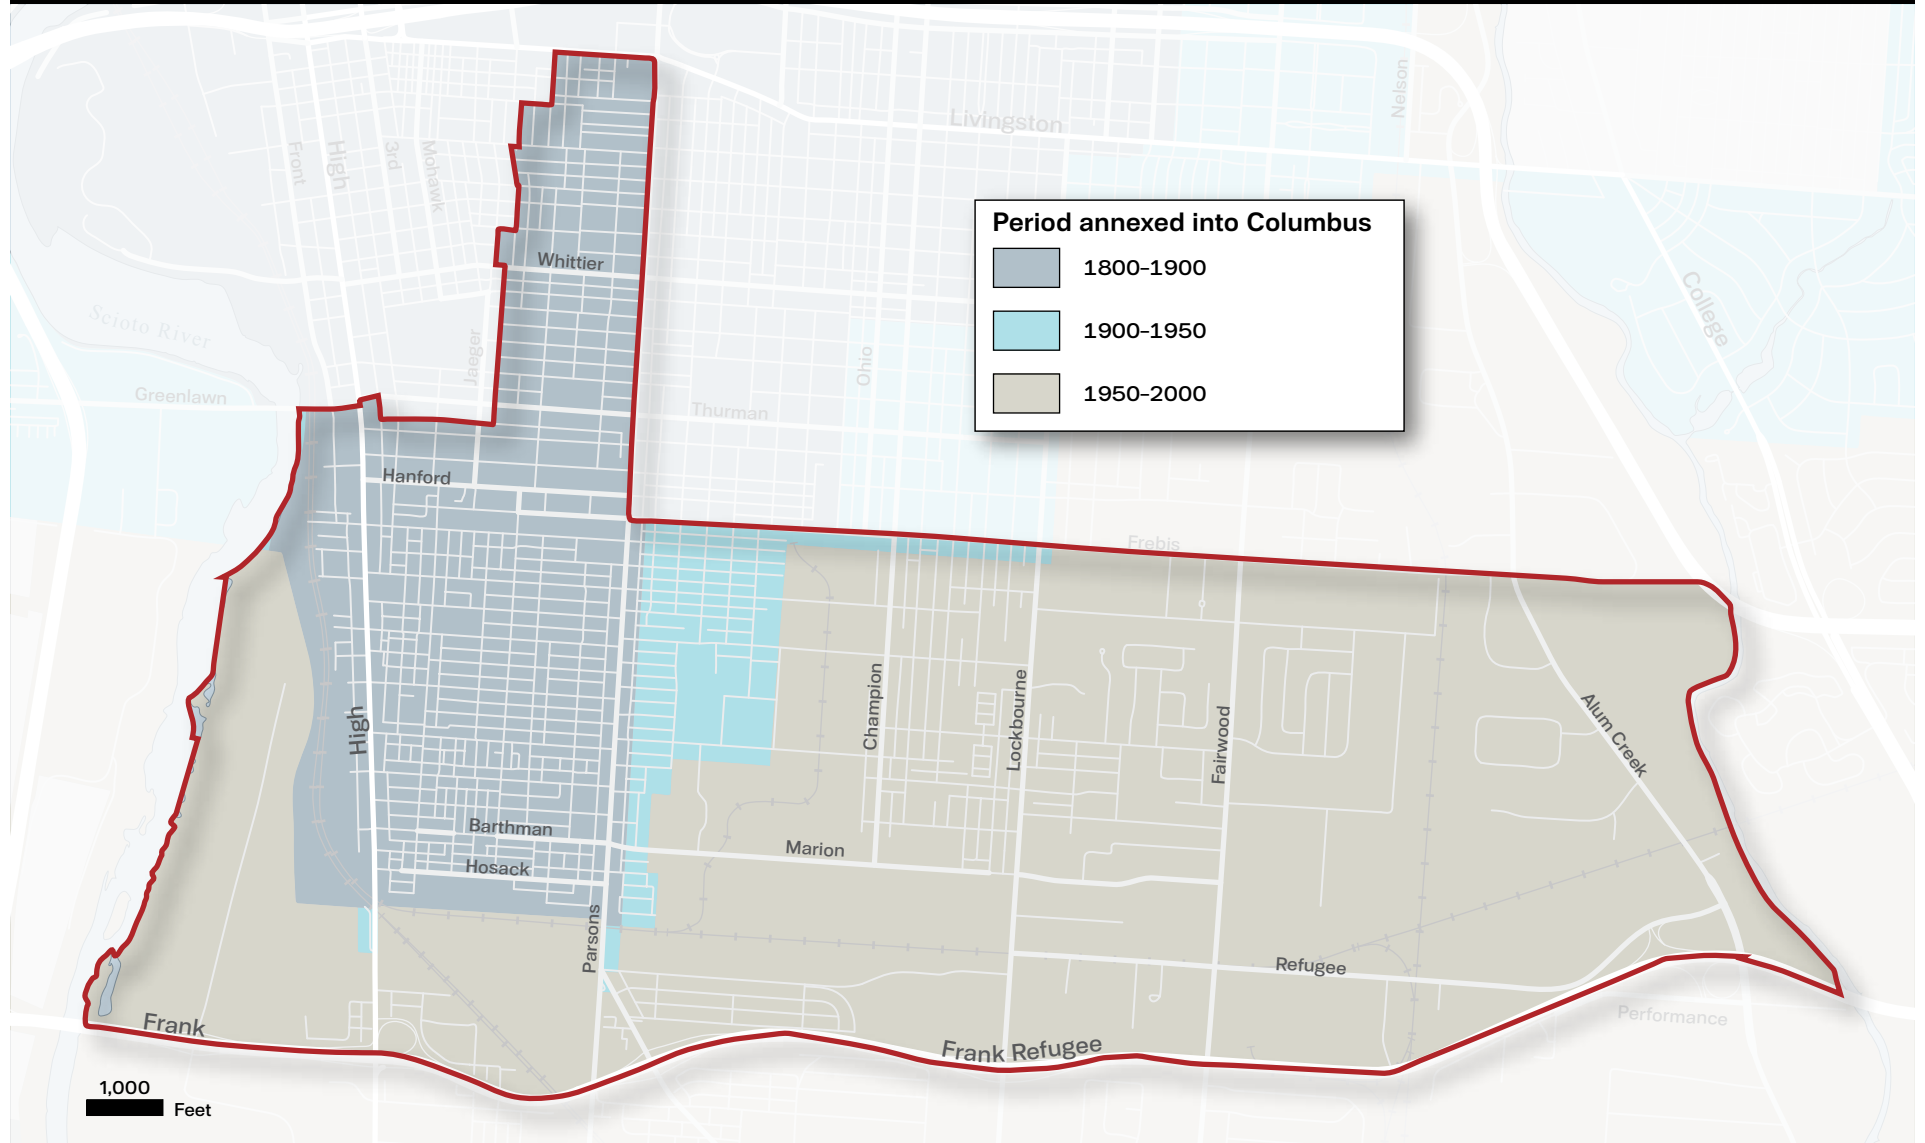 Livingston
Nelson
Front
High
3rd
Mohawk
Period annexed into Columbus
1800–1900
1900–1950
1950–2000
Whittier
College
Scioto River
Jaeger
Ohio
Greenlawn
Thurman
Hanford
Frebis
Champion
Lockbourne
Fairwood
Alum Creek
High
Barthman
Marion
Hosack
Parsons
Refugee
Performance
Frank
Frank Refugee
1,000
Feet